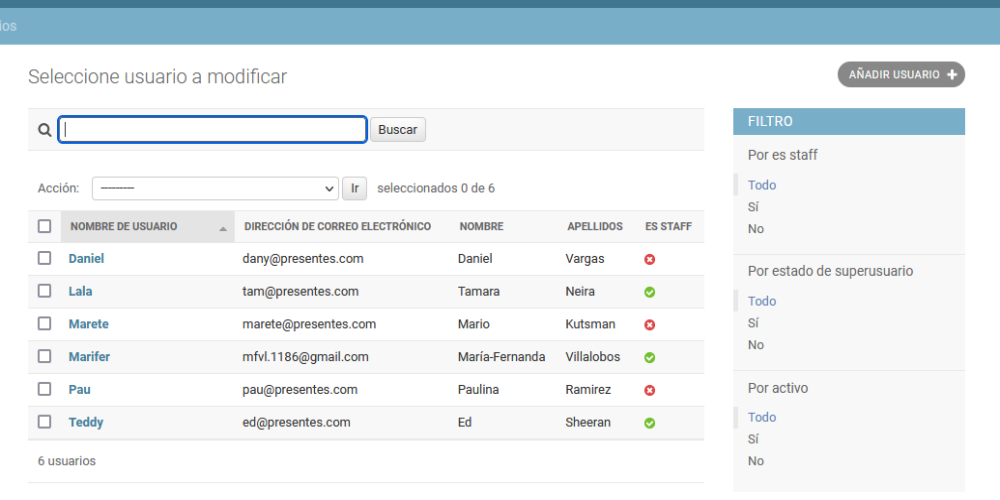 ios
Seleccione usuario a modificar
AÑADIR USUARIO +
Buscar
Acción: --------- Ir seleccionados 0 de 6
NOMBRE DE USUARIO DIRECCIÓN DE CORREO ELECTRÓNICO NOMBRE APELLIDOS ES STAFF
Daniel dany@presentes.com Daniel Vargas
Lala tam@presentes.com Tamara Neira
Marete marete@presentes.com Mario Kutsman
Marifer mfvl.1186@gmail.com María-Fernanda Villalobos
Pau pau@presentes.com Paulina Ramirez
Teddy ed@presentes.com Ed Sheeran
6 usuarios
FILTRO
Por es staff
Todo
Sí
No
Por estado de superusuario
Todo
Sí
No
Por activo
Todo
Sí
No